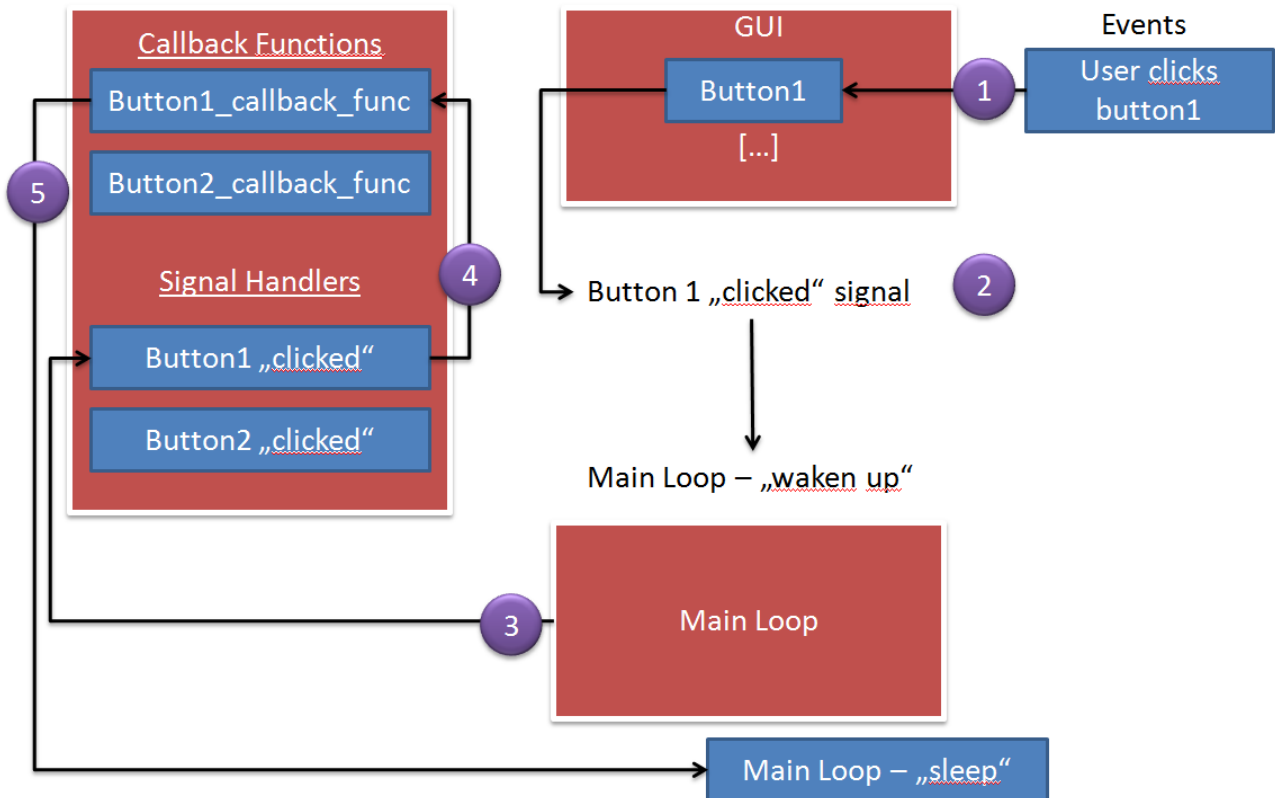 Callback Functions
Button1_callback_func
Button2_callback_func
Signal Handlers
Button1 „clicked“
Button2 „clicked“
5
4
GUI
Button1
[...]
1
Events
User clicks
button1
Button 1 „clicked“ signal
2
Main Loop – „waken up“
3
Main Loop
Main Loop – „sleep“